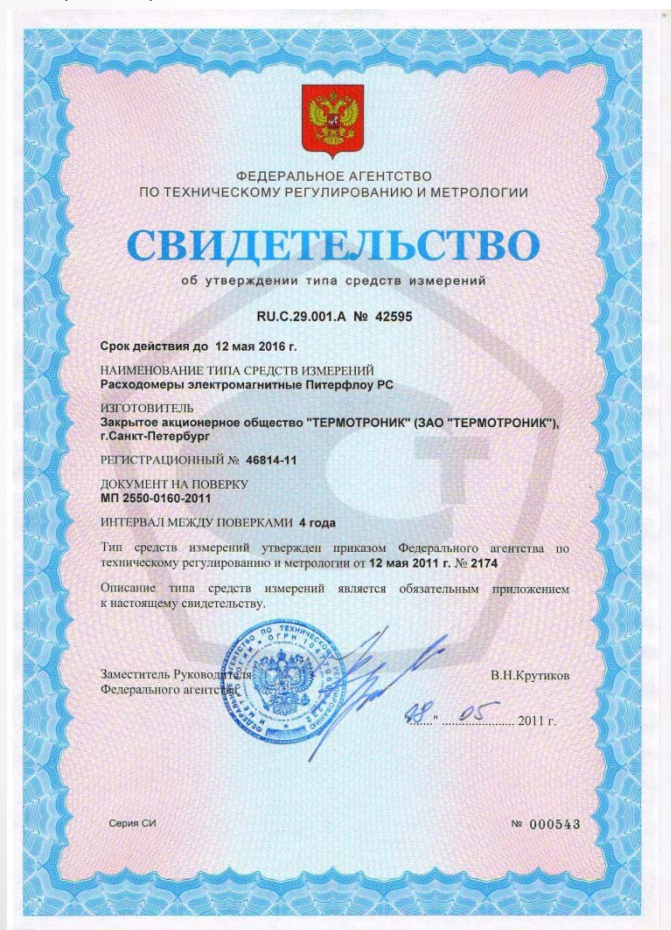 ФЕДЕРАЛЬНОЕ АГЕНТСТВО
ПО ТЕХНИЧЕСКОМУ РЕГУЛИРОВАНИЮ И МЕТРОЛОГИИ
СВИДЕТЕЛЬСТВО
об утверждении типа средств измерений
RU.C.29.001.A № 42595
Срок действия до 12 мая 2016 г.
НАИМЕНОВАНИЕ ТИПА СРЕДСТВ ИЗМЕРЕНИЙ
Расходомеры электромагнитные Питерфлоу РС
ИЗГОТОВИТЕЛЬ
Закрытое акционерное общество "ТЕРМОТРОНИК" (ЗАО "ТЕРМОТРОНИК"),
г.Санкт-Петербург
РЕГИСТРАЦИОННЫЙ № 46814-11
ДОКУМЕНТ НА ПОВЕРКУ
МП 2550-0160-2011
ИНТЕРВАЛ МЕЖДУ ПОВЕРКАМИ 4 года
Тип средств измерений утвержден приказом Федерального агентства по
техническому регулированию и метрологии от 12 мая 2011 г. № 2174
Описание типа средств измерений является обязательным приложением
к настоящему свидетельству.
Заместитель Руководителя
Федерального агентства
В.Н.Крутиков
05 2011 г.
Серия СИ
№ 000543